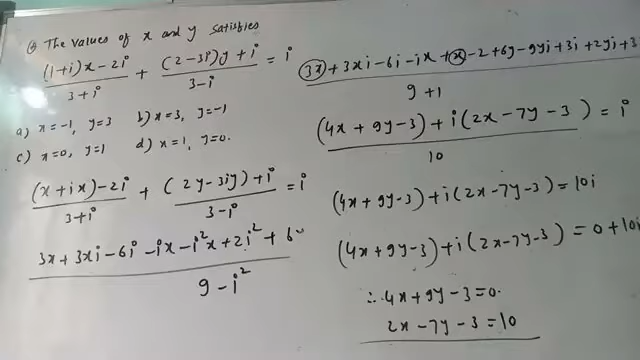 The values of x and y satisfies
(1+i)x-2i/3+i + (2-3i)y+i/3-i = i
a) x=-1, y=3 b) x=3, y=-1
c) x=0, y=1 d) x=1, y=0.
(x+ix)-2i/3+i + (2y-3iy)+i/3-i = i
3x+3xi-6i-ix-i²x+2i²+6
9-i²
3x+3xi-6i-ix+x-2+6y-9yi+3i+2yi+3
9+1
(4x+9y-3)+i(2x-7y-3)/10 = i
(4x+9y-3)+i(2x-7y-3)=10i
(4x+9y-3)+i(2x-7y-3)=0+10i
∴ 4x+9y-3=0.
2x-7y-3=10